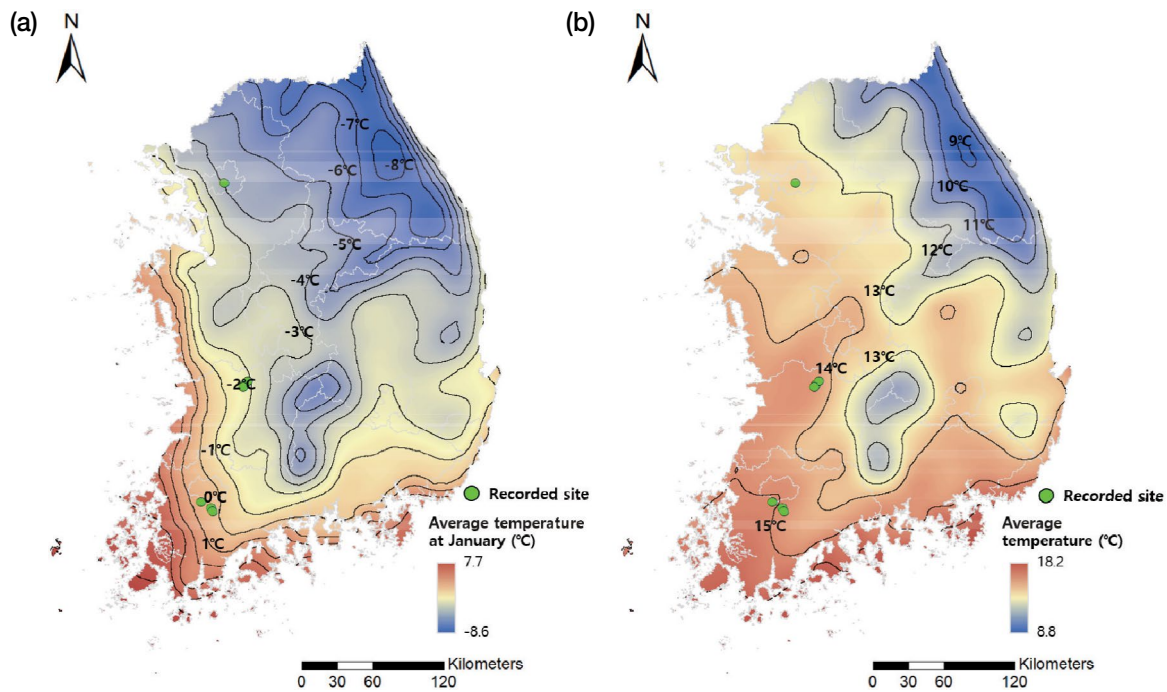 (a)
N
-7℃
-8℃
-6℃
-5℃
-4℃
-3℃
-2℃
-1℃
0℃
1℃
Recorded site
Average temperature
at January (℃)
7.7
-8.6
Kilometers
0 30 60 120
(b)
N
9℃
10℃
11℃
12℃
13℃
13℃
14℃
15℃
Recorded site
Average
temperature (℃)
18.2
8.8
Kilometers
0 30 60 120